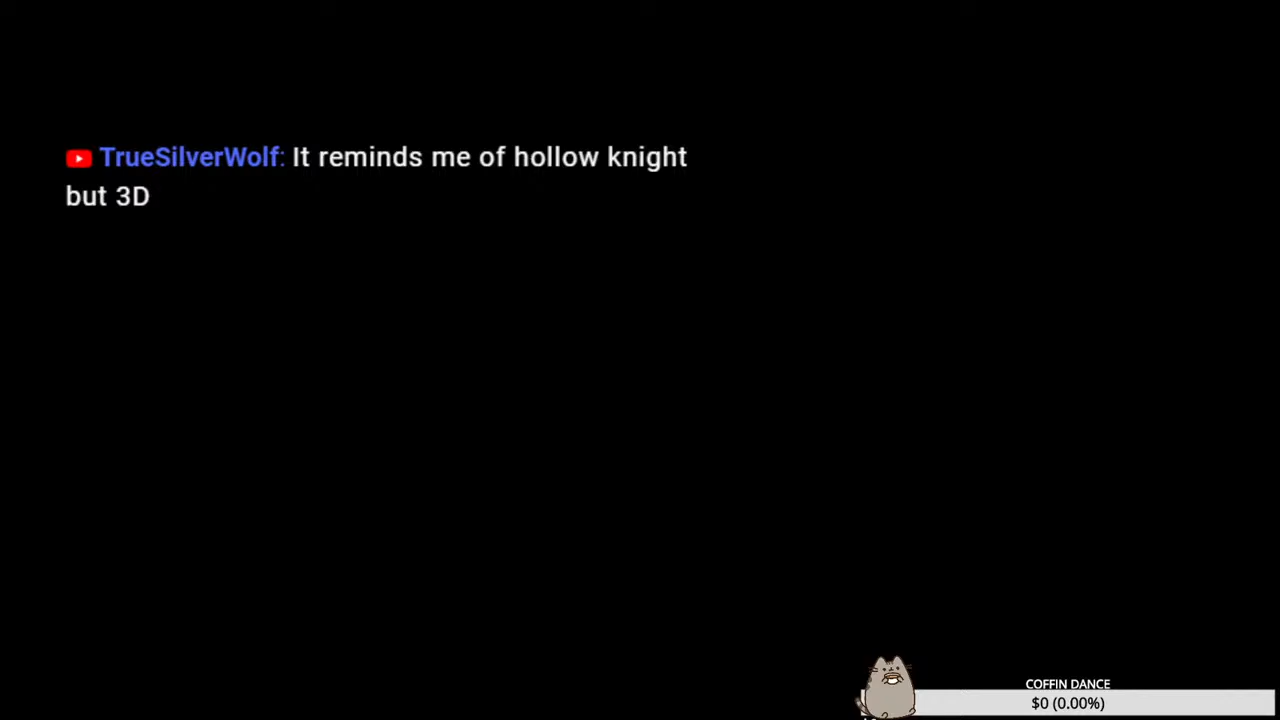 TrueSilverWolf: It reminds me of hollow knight
but 3D
COFFIN DANCE
$0 (0.00%)